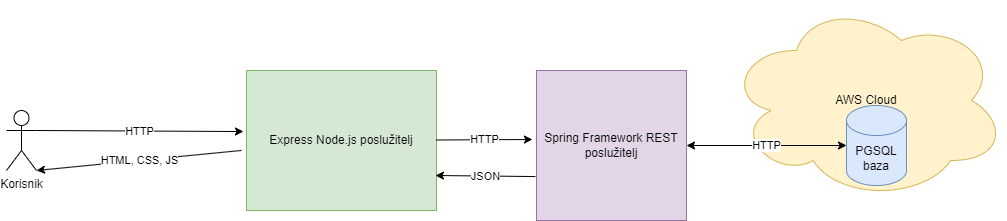 Korisnik
HTTP
HTML, CSS, JS
Express Node.js poslužitelj
HTTP
JSON
Spring Framework REST
poslužitelj
HTTP
AWS Cloud
PGSQL
baza